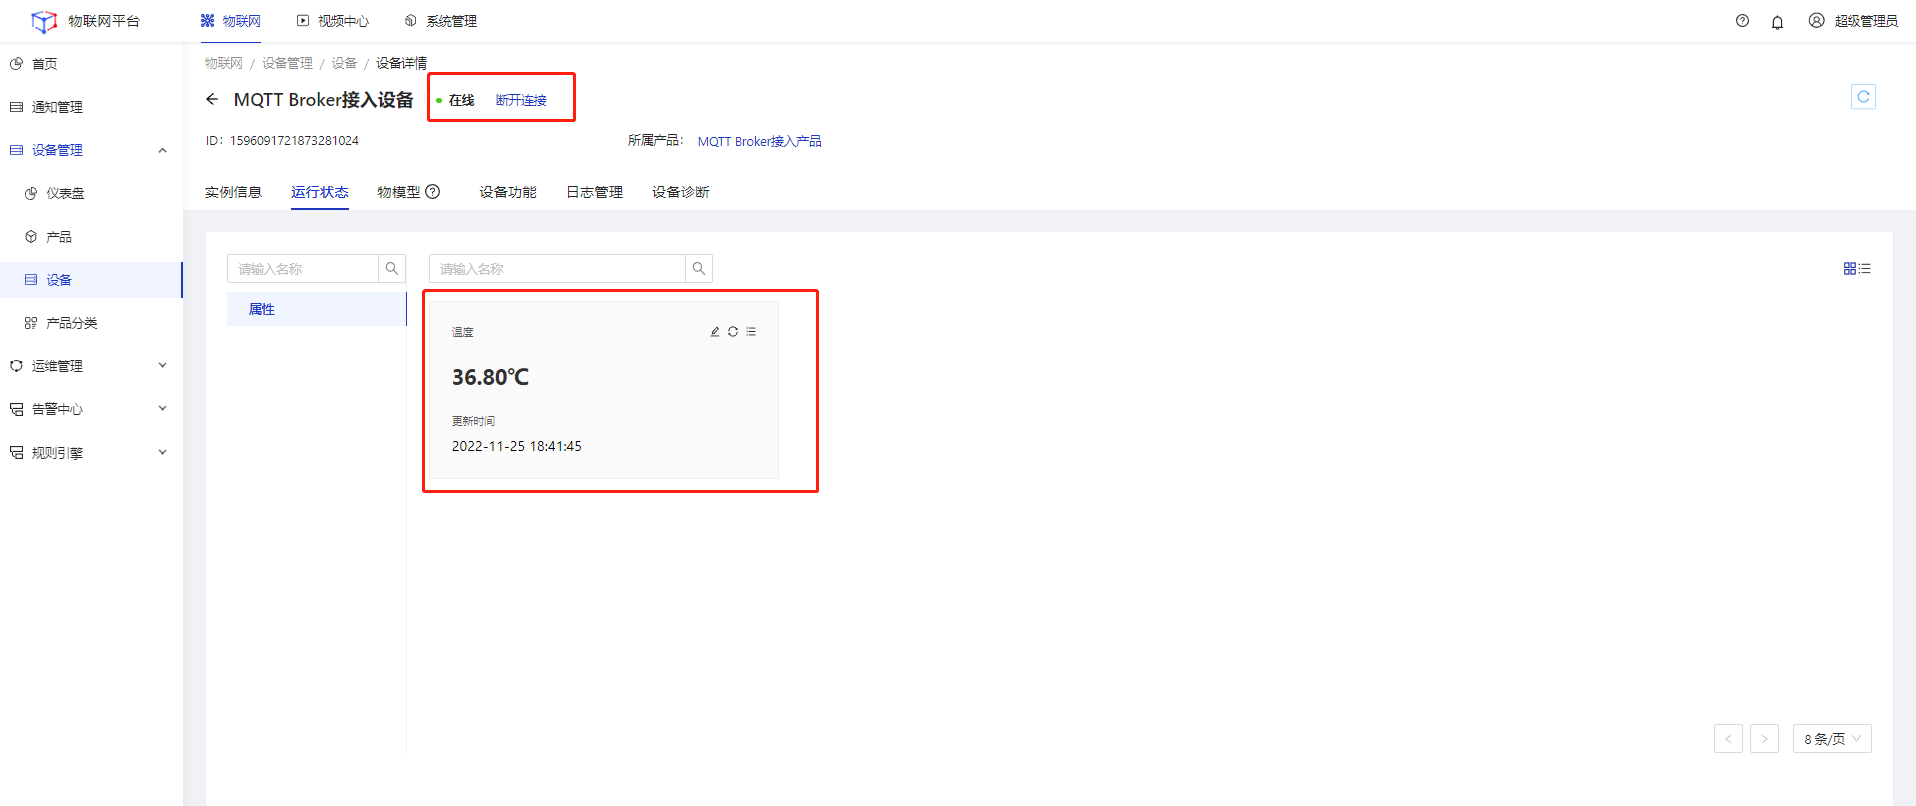 物联网平台
物联网
视频中心
系统管理
超级管理员
首页
通知管理
设备管理
仪表盘
产品
设备
产品分类
运维管理
告警中心
规则引擎
物联网 / 设备管理 / 设备 / 设备详情
MQTT Broker接入设备
在线 断开连接
ID： 1596091721873281024
所属产品： MQTT Broker接入产品
实例信息 运行状态 物模型 设备功能 日志管理 设备诊断
请输入名称
属性
请输入名称
温度
36.80℃
更新时间
2022-11-25 18:41:45
< > 8 条/页